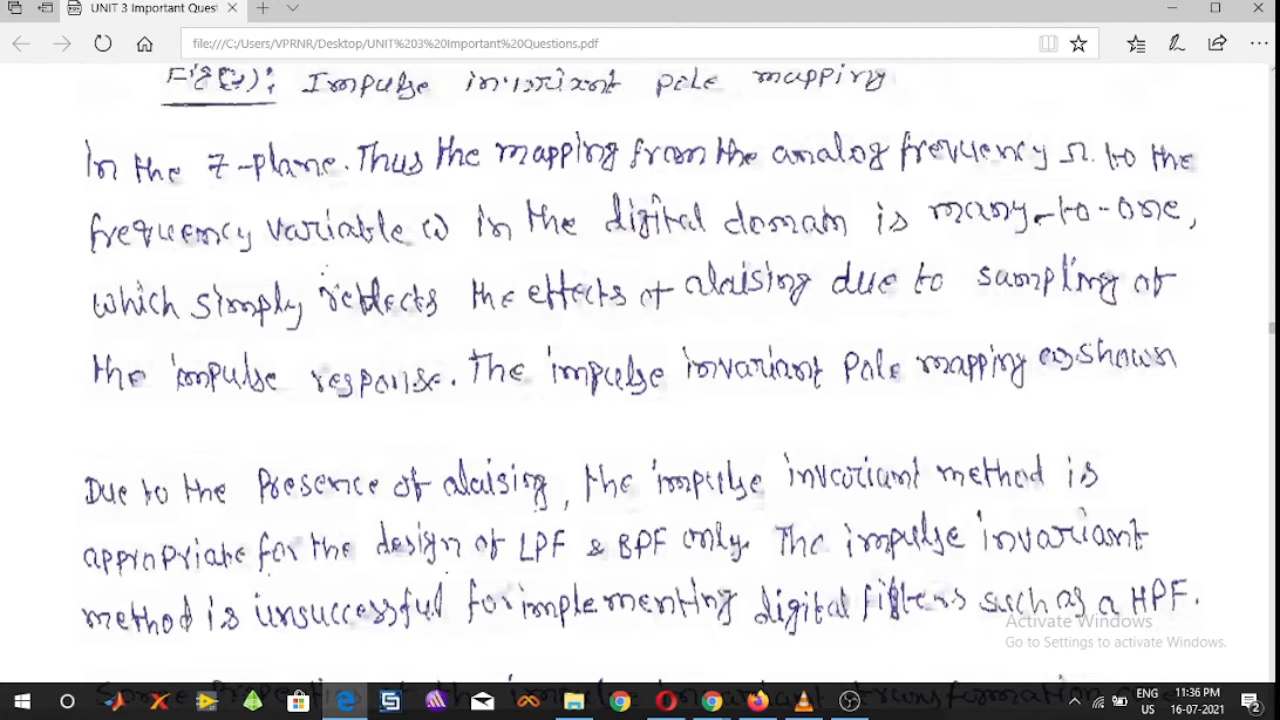 UNIT 3 Important Quest
file:///C:/Users/VPRNR/Desktop/UNIT%203%20Important%20Questions.pdf
Impulse invariant pole mapping
In the Z-plane. Thus the mapping from the analog frequency Ω to the
frequency variable ω in the digital domain is many-to-one,
which simply reflects the effects of alaising due to sampling of
the impulse response. The impulse invariant Pole mapping as shown
Due to the Presence of alaising, the impulse invariant method is
appropriate for the design of LPF & BPF only. The impulse invariant
method is unsuccessful for implementing digital filters such as a HPF.
Activate Windows
Go to Settings to activate Windows.
ENG
11:36 PM
US
16-07-2021
2